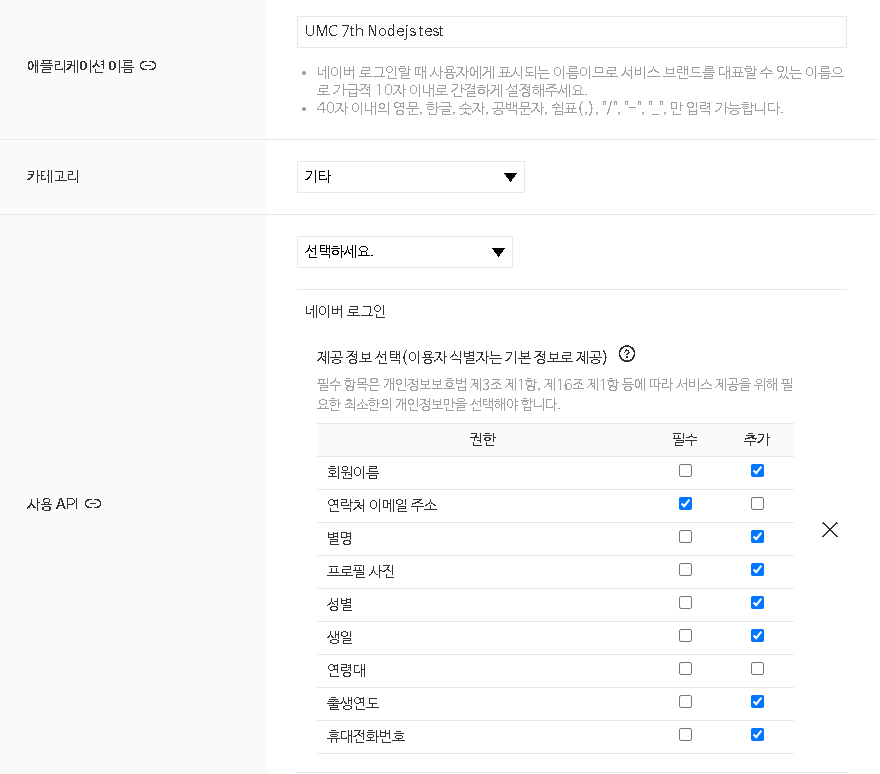 애플리케이션 이름
UMC 7th Nodejs test
네이버 로그인할 때 사용자에게 표시되는 이름이므로 서비스 브랜드를 대표할 수 있는 이름으
로 가급적 10자 이내로 간결하게 설정해주세요.
40자 이내의 영문, 한글, 숫자, 공백문자, 쉼표(,), "/", "-", "_", 만 입력 가능합니다.
카테고리
기타
사용 API
선택하세요.
네이버 로그인
제공 정보 선택(이용자 식별자는 기본 정보로 제공)
필수 항목은 개인정보보호법 제3조 제1항, 제16조 제1항 등에 따라 서비스 제공을 위해 필
요한 최소한의 개인정보만을 선택해야 합니다.
권한 필수 추가
회원이름
연락처 이메일 주소
별명
프로필 사진
성별
생일
연령대
출생연도
휴대전화번호